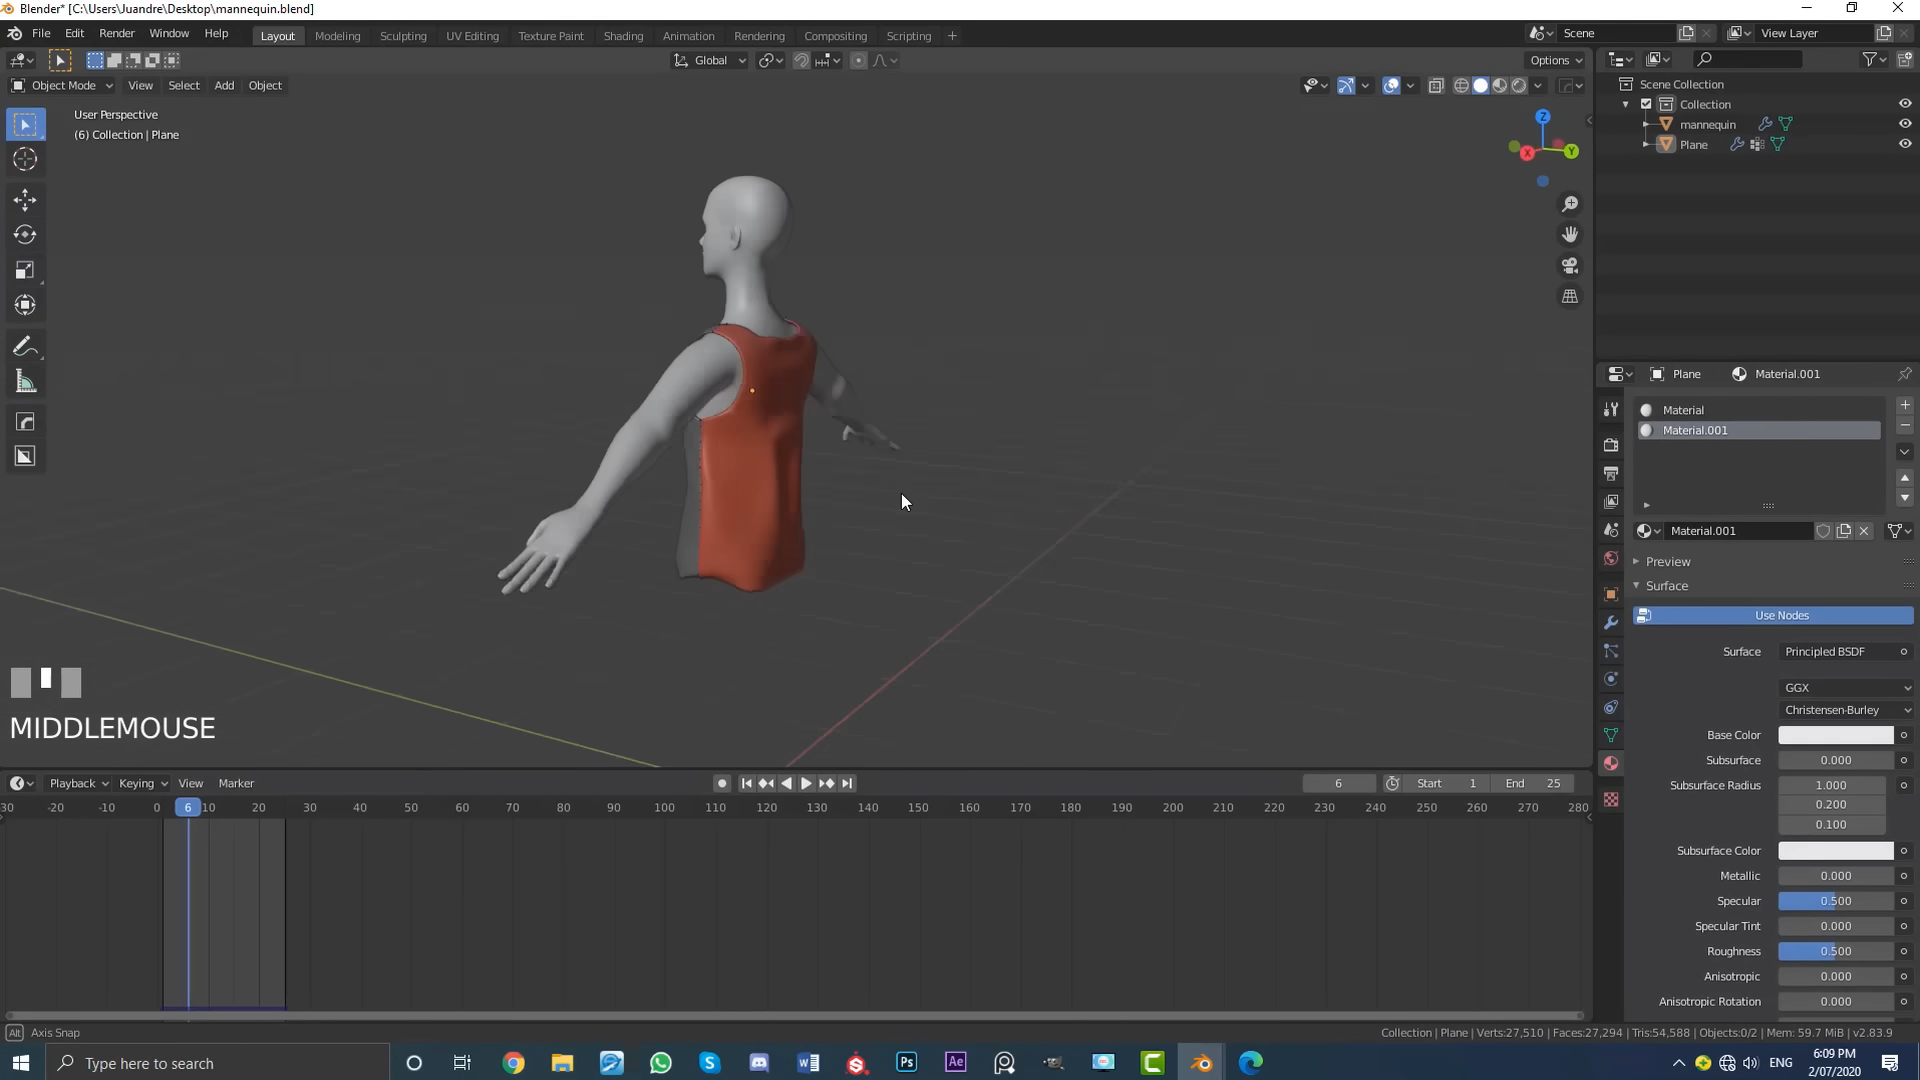 Blender* [C:\Users\Juandre\Desktop\mannequin.blend]
File Edit Render Window Help Layout Modeling Sculpting UV Editing Texture Paint Shading Animation Rendering Compositing Scripting + Scene View Layer
Global Options
Object Mode View Select Add Object
User Perspective
(6) Collection | Plane
Z
X
Y
Scene Collection
Collection
mannequin
Plane
Plane Material.001
Material
Material.001
Material.001
Preview
Surface
Use Nodes
Surface Principled BSDF
GGX
Christensen-Burley
Base Color
Subsurface 0.000
Subsurface Radius 1.000
0.200
0.100
Subsurface Color
Metallic 0.000
Specular 0.500
Specular Tint 0.000
Roughness 0.500
Anisotropic 0.000
Anisotropic Rotation 0.000
MIDDLEMOUSE
Playback Keying View Marker 6 Start 1 End 25
-30 -20 -10 0 6 10 20 30 40 50 60 70 80 90 100 110 120 130 140 150 160 170 180 190 200 210 220 230 240 250 260 270 280
Alt Axis Snap
Collection | Plane | Verts:27,510 | Faces:27,294 | Tris:54,588 | Objects:0/2 | Mem: 59.7 MiB | v2.83.9
Type here to search
Ps
Ae
ENG
6:09 PM
2/07/2020